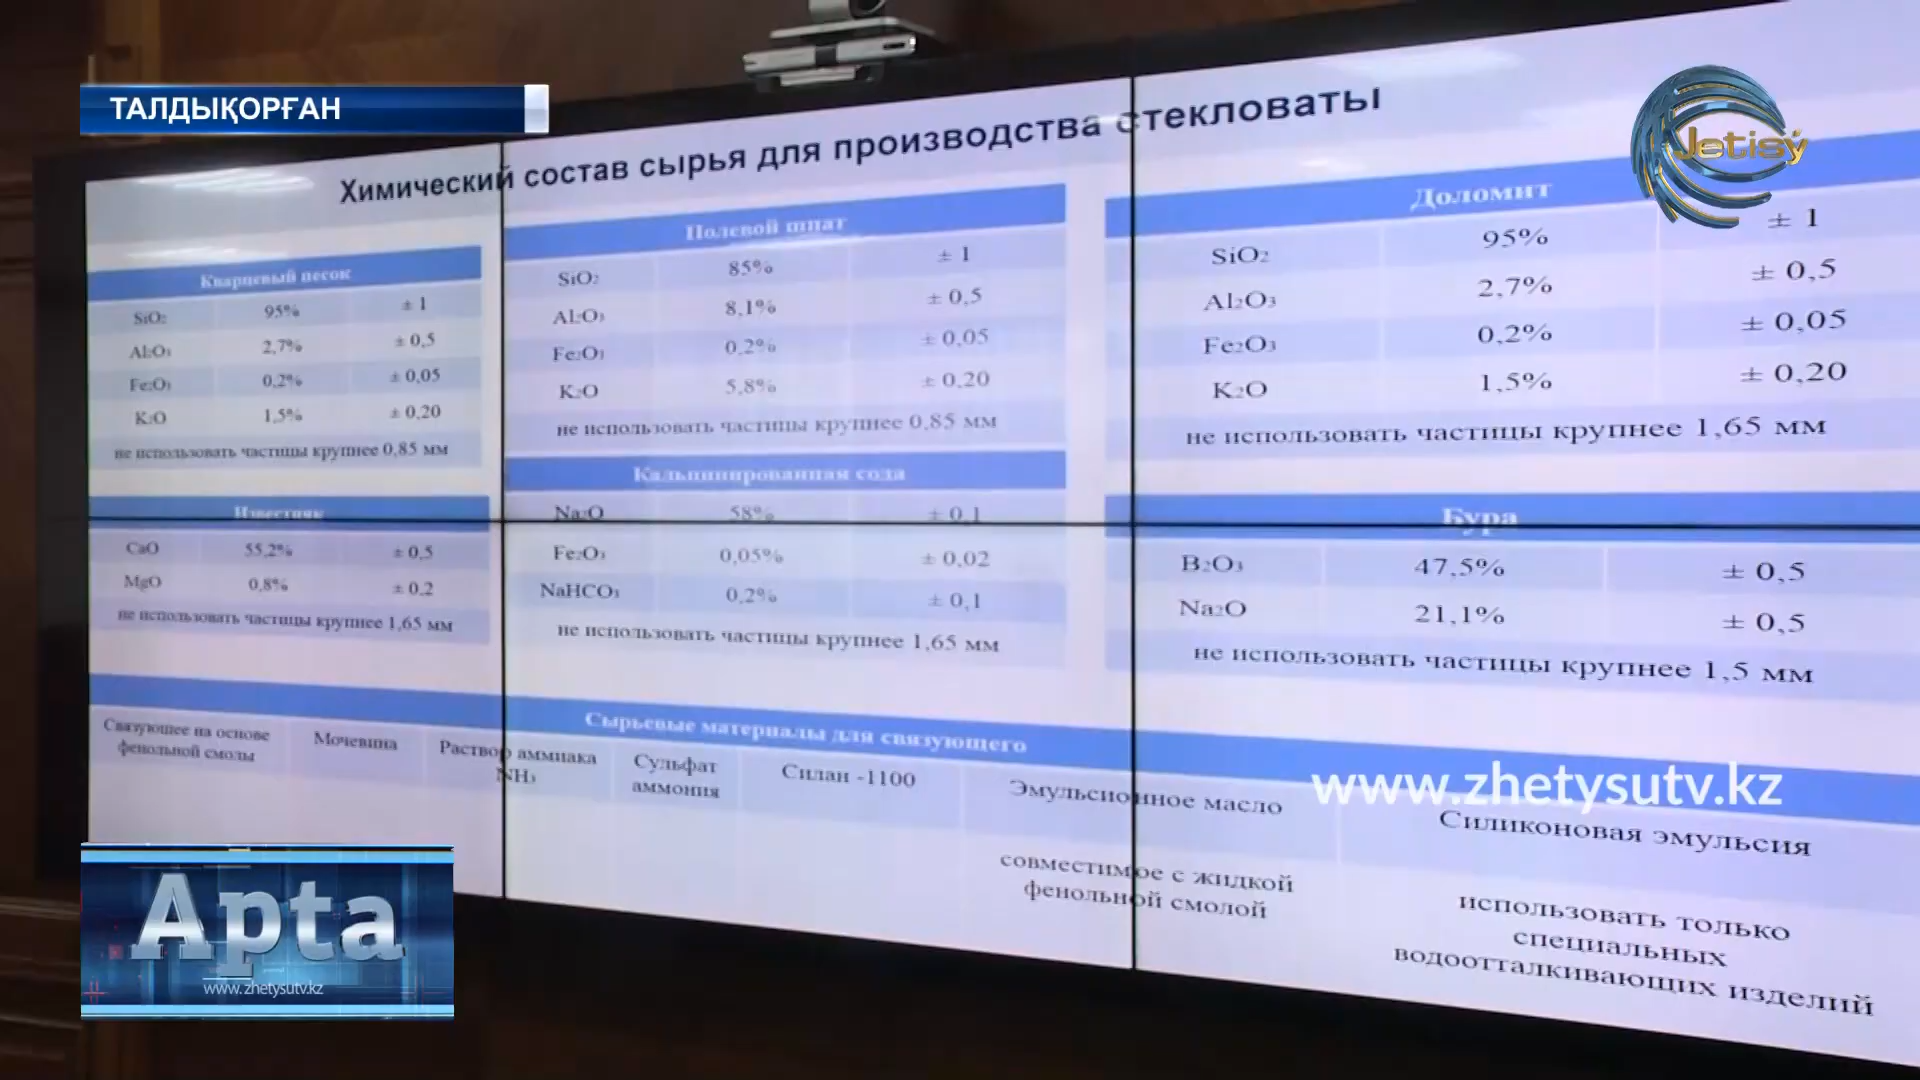 ТАЛДЫҚОРҒАН
Jetisý
Химический состав сырья для производства стекловаты
Кварцевый песок
SiO₂ 95% ± 1
Al₂O₃ 2,7% ± 0,5
Fe₂O₃ 0,2% ± 0,05
K₂O 1,5% ± 0,20
не использовать частицы крупнее 0,85 мм
Известняк
CaO 55,2% ± 0,5
MgO 0,8% ± 0.2
не использовать частицы крупнее 1,65 мм
Полевой шпат
SiO₂ 85% ± 1
Al₂O₃ 8,1% ± 0,5
Fe₂O₃ 0,2% ± 0,05
K₂O 5,8% ± 0,20
не использовать частицы крупнее 0,85 мм
Кальцинированная сода
Na₂O 58% ± 0,1
Fe₂O₃ 0,05% ± 0,02
NaHCO₃ 0,2% ± 0,1
не использовать частицы крупнее 1,65 мм
Доломит
SiO₂ 95% ± 1
Al₂O₃ 2,7% ± 0,5
Fe₂O₃ 0,2% ± 0,05
K₂O 1,5% ± 0,20
не использовать частицы крупнее 1,65 мм
Бура
B₂O₃ 47,5% ± 0,5
Na₂O 21,1% ± 0,5
не использовать частицы крупнее 1,5 мм
Сырьевые материалы для связующего
Связующее на основе
фенольной смолы
Мочевина
Раствор аммиака
NH₃
Сульфат
аммония
Силан -1100
Эмульсионное масло
совместимое с жидкой
фенольной смолой
Силиконовая эмульсия
использовать только
специальных
водоотталкивающих изделий
www.zhetysutv.kz
Apta
www.zhetysutv.kz